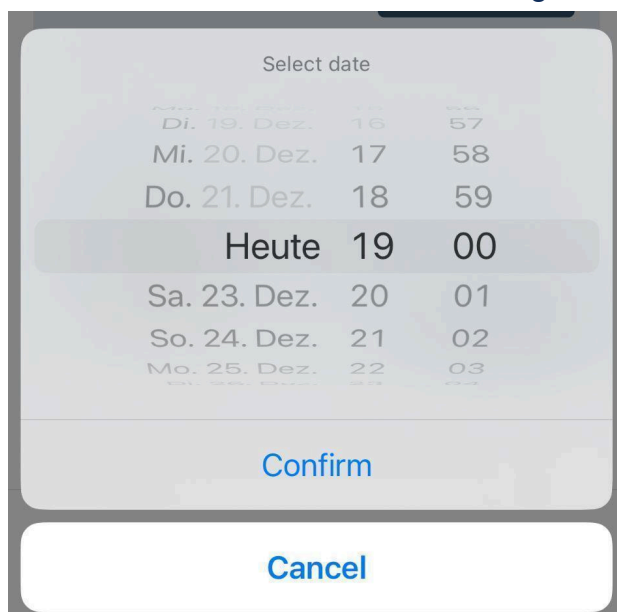 Select date
Di. 19. Dez. 16 57
Mi. 20. Dez. 17 58
Do. 21. Dez. 18 59
Heute 19 00
Sa. 23. Dez. 20 01
So. 24. Dez. 21 02
Mo. 25. Dez. 22 03
Confirm
Cancel